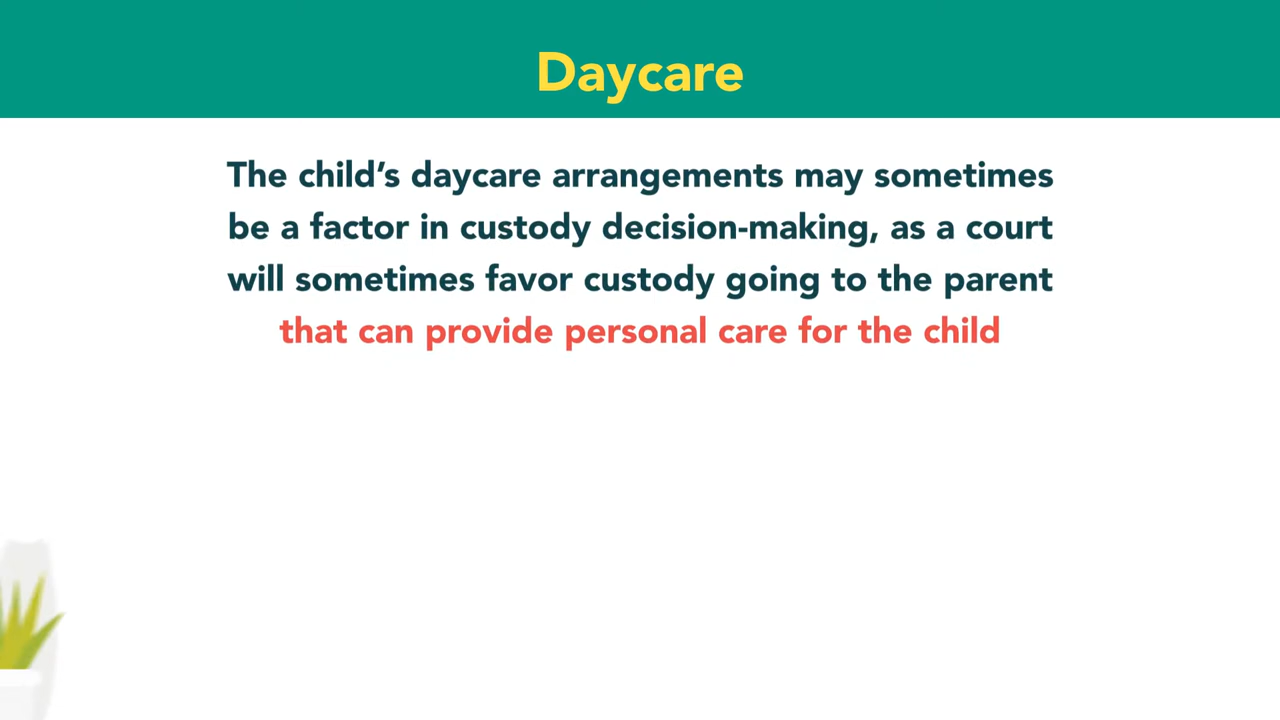 Daycare
The child’s daycare arrangements may sometimes
be a factor in custody decision-making, as a court
will sometimes favor custody going to the parent
that can provide personal care for the child